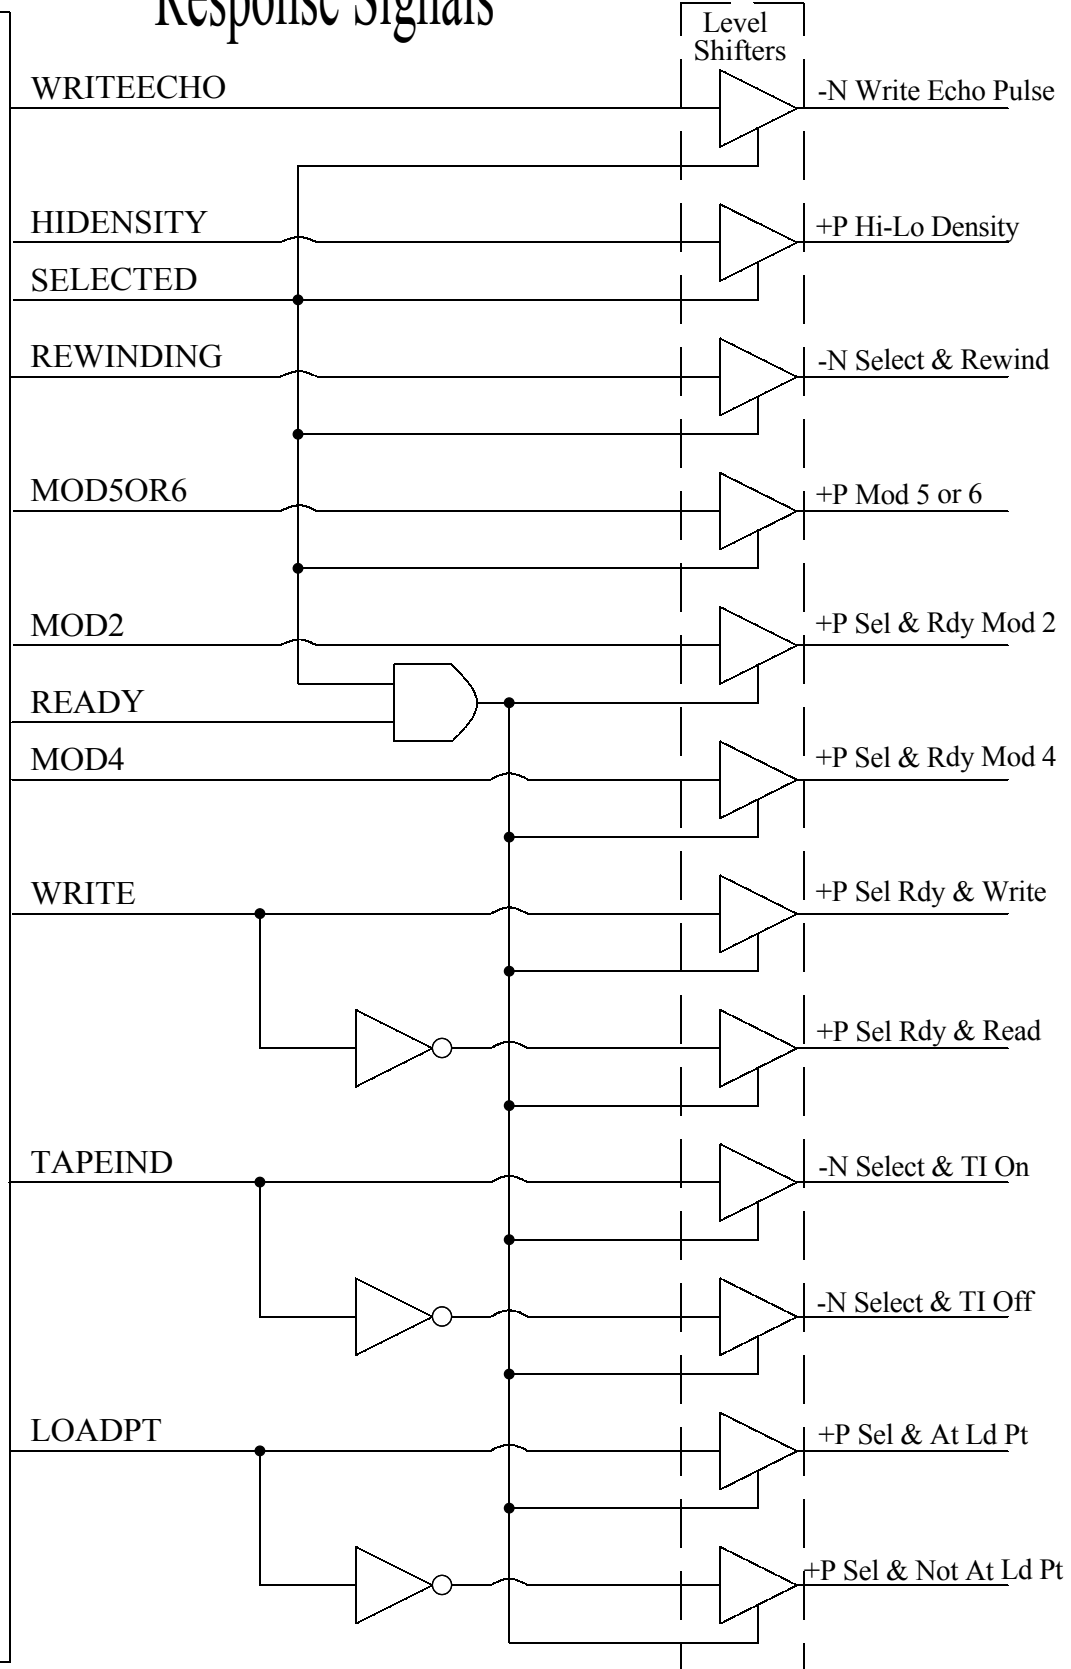 Response Signals
Level
Shifters
WRITEECHO
-N Write Echo Pulse
HIDENSITY
+P Hi-Lo Density
SELECTED
REWINDING
-N Select & Rewind
MOD5OR6
+P Mod 5 or 6
MOD2
+P Sel & Rdy Mod 2
READY
MOD4
+P Sel & Rdy Mod 4
WRITE
+P Sel Rdy & Write
+P Sel Rdy & Read
TAPEIND
-N Select & TI On
-N Select & TI Off
LOADPT
+P Sel & At Ld Pt
+P Sel & Not At Ld Pt